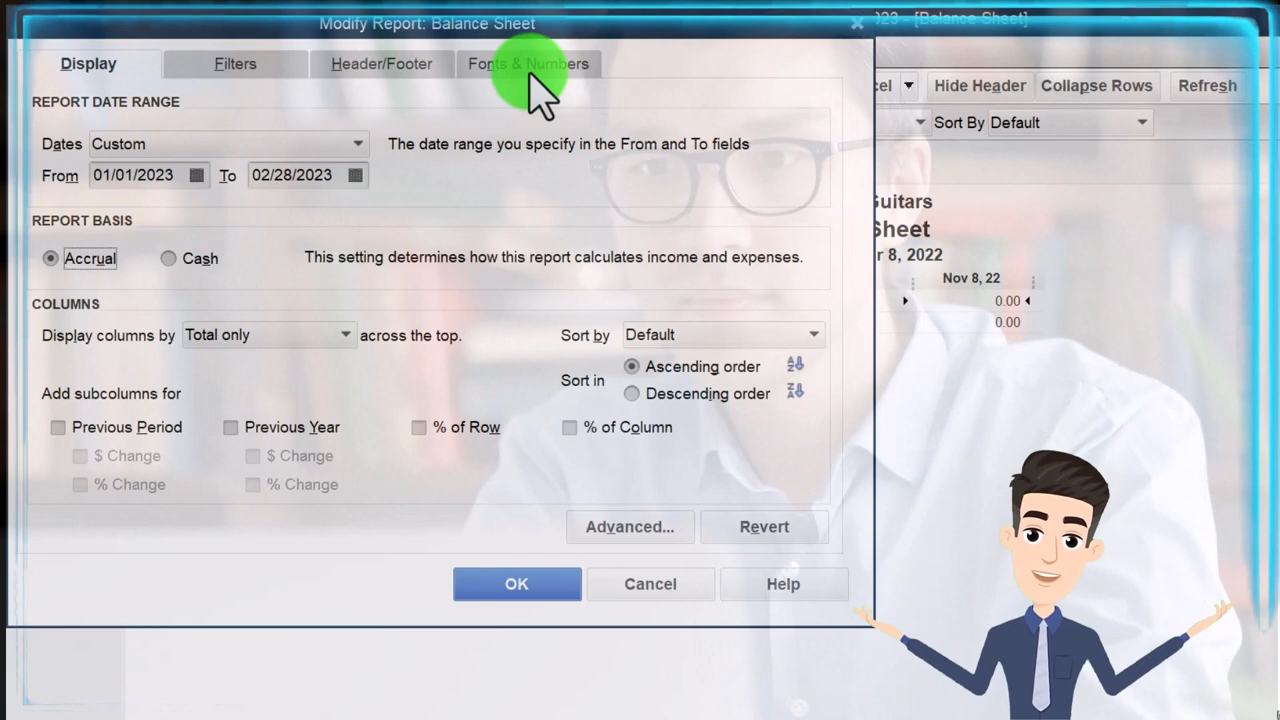 Modify Report: Balance Sheet
023 - [Balance Sheet]
Display Filters Header/Footer Fonts & Numbers
Hide Header Collapse Rows Refresh
REPORT DATE RANGE
Sort By Default
Dates Custom The date range you specify in the From and To fields
From 01/01/2023 To 02/28/2023
Guitars
REPORT BASIS
Sheet
r 8, 2022
Accrual Cash This setting determines how this report calculates income and expenses.
Nov 8, 22
COLUMNS
0.00
0.00
Display columns by Total only across the top. Sort by Default
Ascending order
Sort in
Add subcolumns for
Descending order
Previous Period Previous Year % of Row % of Column
$ Change $ Change
% Change % Change
Advanced... Revert
OK Cancel Help